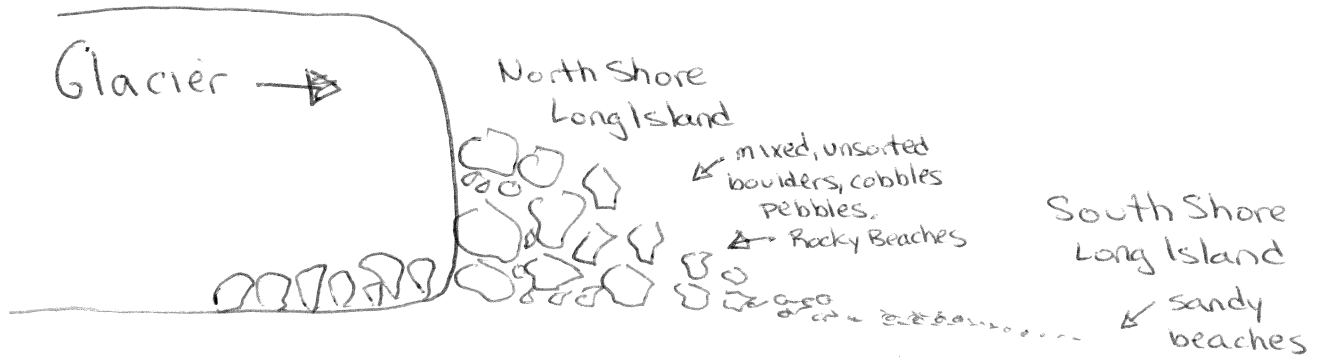 Glacier
North Shore
Long Island
mixed, unsorted
boulders, cobbles
pebbles.
Rocky Beaches
South Shore
Long Island
sandy
beaches